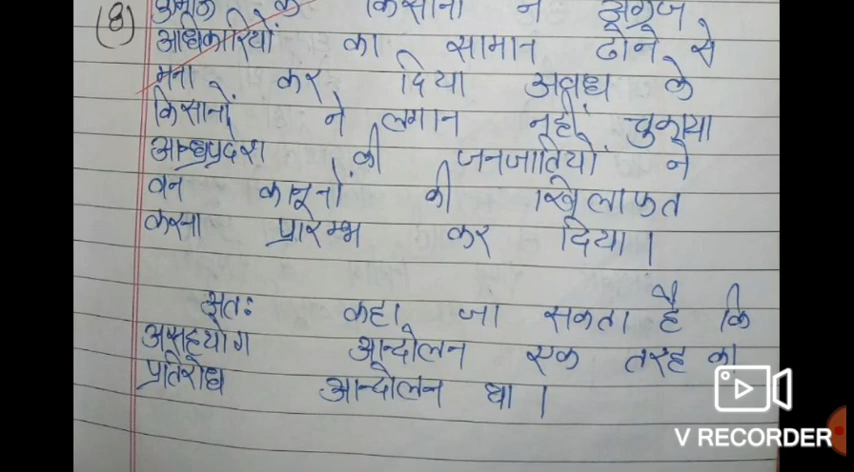 (8) कुमाऊँ के किसानों ने अंग्रेज
अधिकारियों का सामान ढोने से
मना कर दिया अवध के
किसानों ने लगान नहीं चुकाया
आन्ध्रप्रदेश की जनजातियों ने
वन कानूनों की खिलाफत
करना प्रारम्भ कर दिया।
अतः कहा जा सकता है कि
असहयोग आन्दोलन एक तरह का
प्रतिरोध आन्दोलन था।
V RECORDER